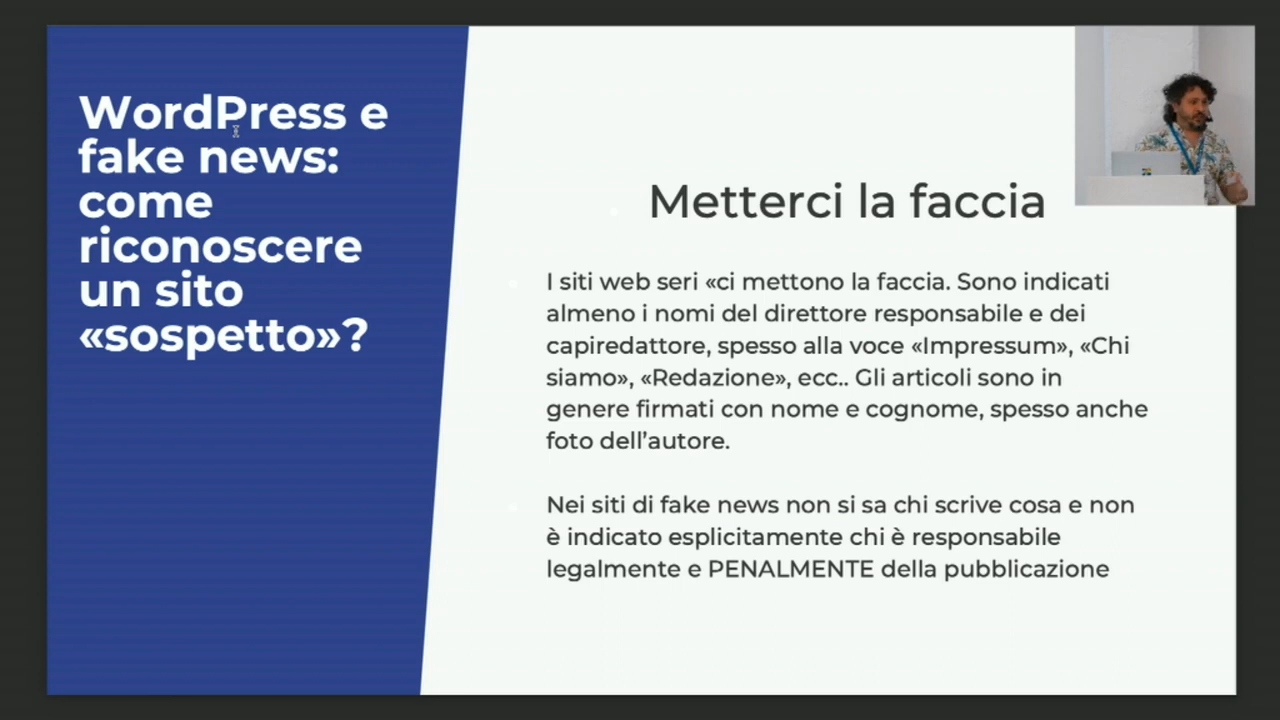 WordPress e
fake news:
come
riconoscere
un sito
«sospetto»?
Metterci la faccia
I siti web seri «ci mettono la faccia. Sono indicati
almeno i nomi del direttore responsabile e dei
capiredattore, spesso alla voce «Impressum», «Chi
siamo», «Redazione», ecc.. Gli articoli sono in
genere firmati con nome e cognome, spesso anche
foto dell'autore.
Nei siti di fake news non si sa chi scrive cosa e non
è indicato esplicitamente chi è responsabile
legalmente e PENALMENTE della pubblicazione